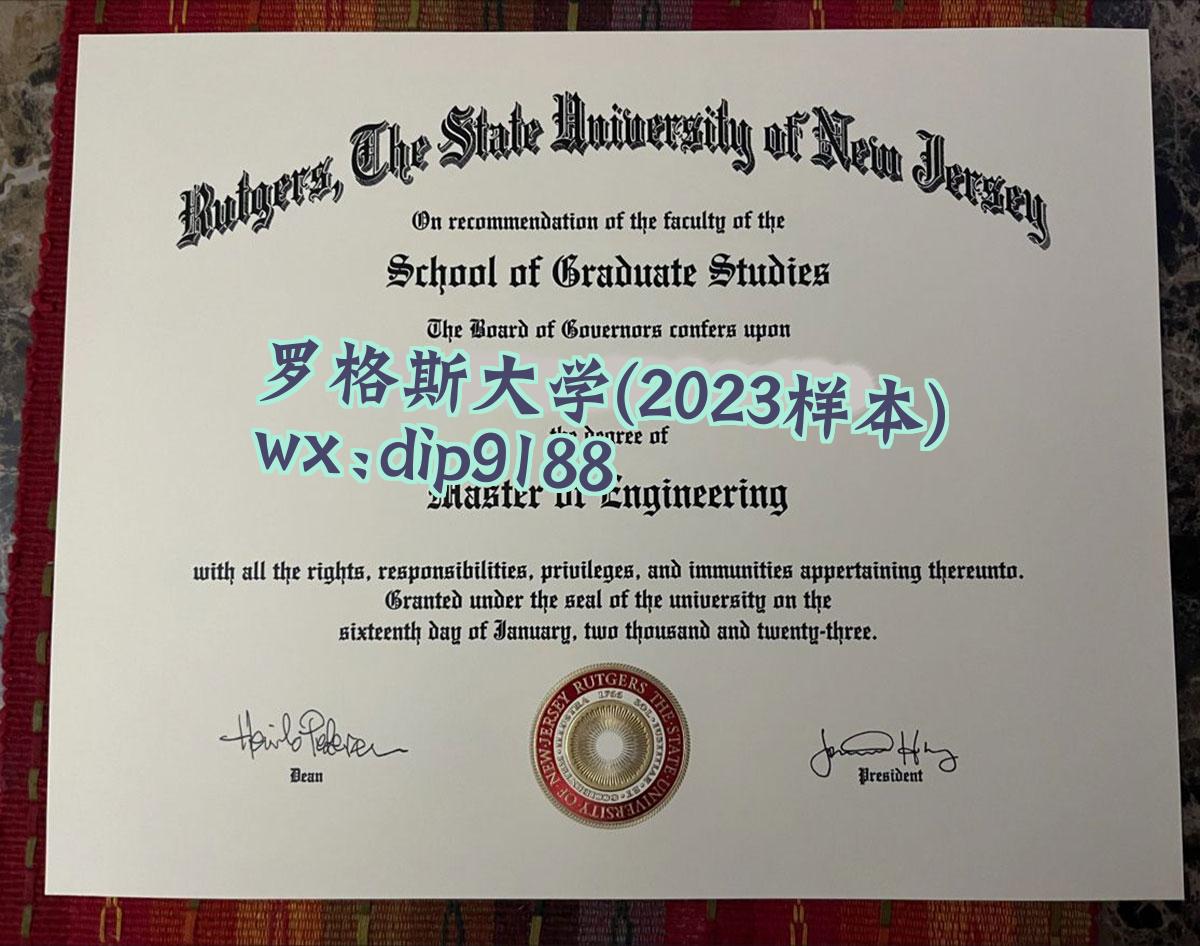 Rutgers, The State University of New Jersey
On recommendation of the faculty of the
School of Graduate Studies
The Board of Governors confers upon
罗格斯大学(2023样本)
the degree of
wx:dip9188
Master of Engineering
with all the rights, responsibilities, privileges, and immunities appertaining thereunto.
Granted under the seal of the university on the
sixteenth day of January, two thousand and twenty-three.
RUTGERS THE STATE UNIVERSITY OF NEW JERSEY
1766
Dean
President